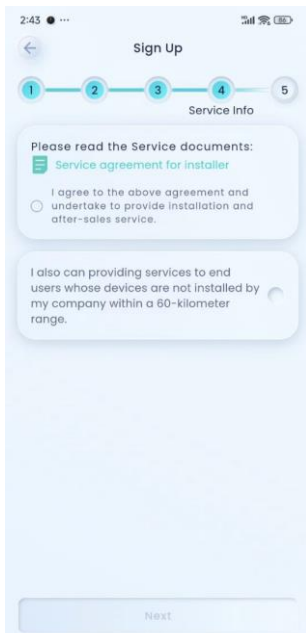 2:43
86
Sign Up
1 2 3 4 5
Service Info
Please read the Service documents:
Service agreement for installer
I agree to the above agreement and
undertake to provide installation and
after-sales service.
I also can providing services to end
users whose devices are not installed by
my company within a 60-kilometer
range.
Next